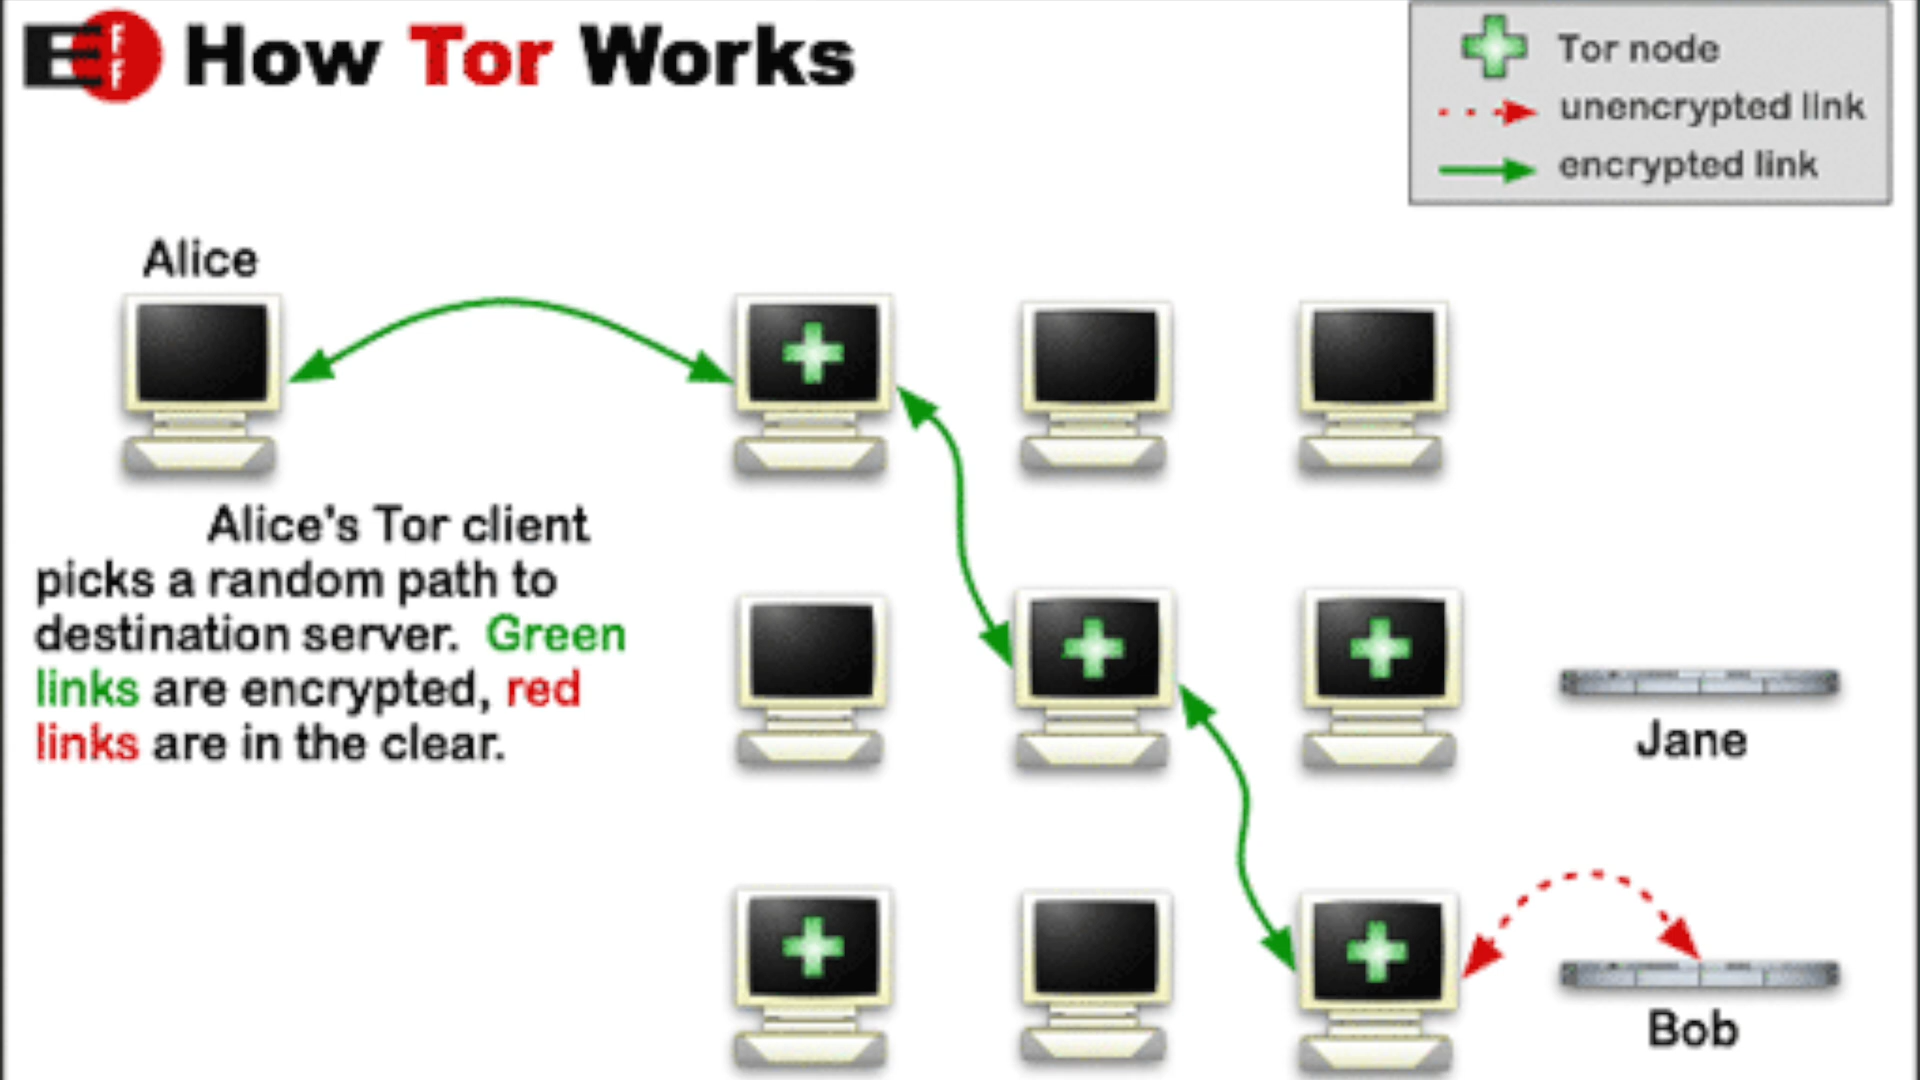 EFF How Tor Works
Tor node
unencrypted link
encrypted link
Alice
Alice's Tor client
picks a random path to
destination server. Green
links are encrypted, red
links are in the clear.
Jane
Bob